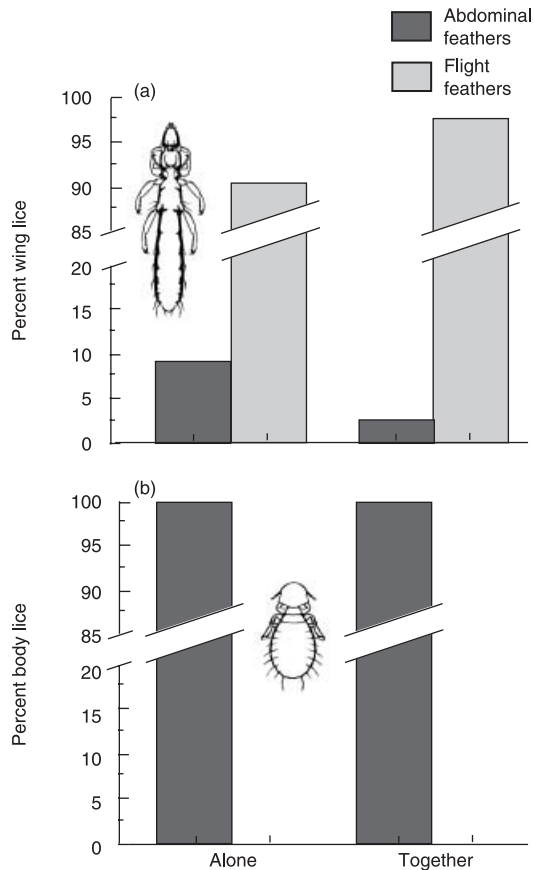 Abdominal
feathers
Flight
feathers
(a)
100
95
90
85
20
15
10
5
0
Percent wing lice
(b)
100
95
90
85
20
15
10
5
0
Percent body lice
Alone Together